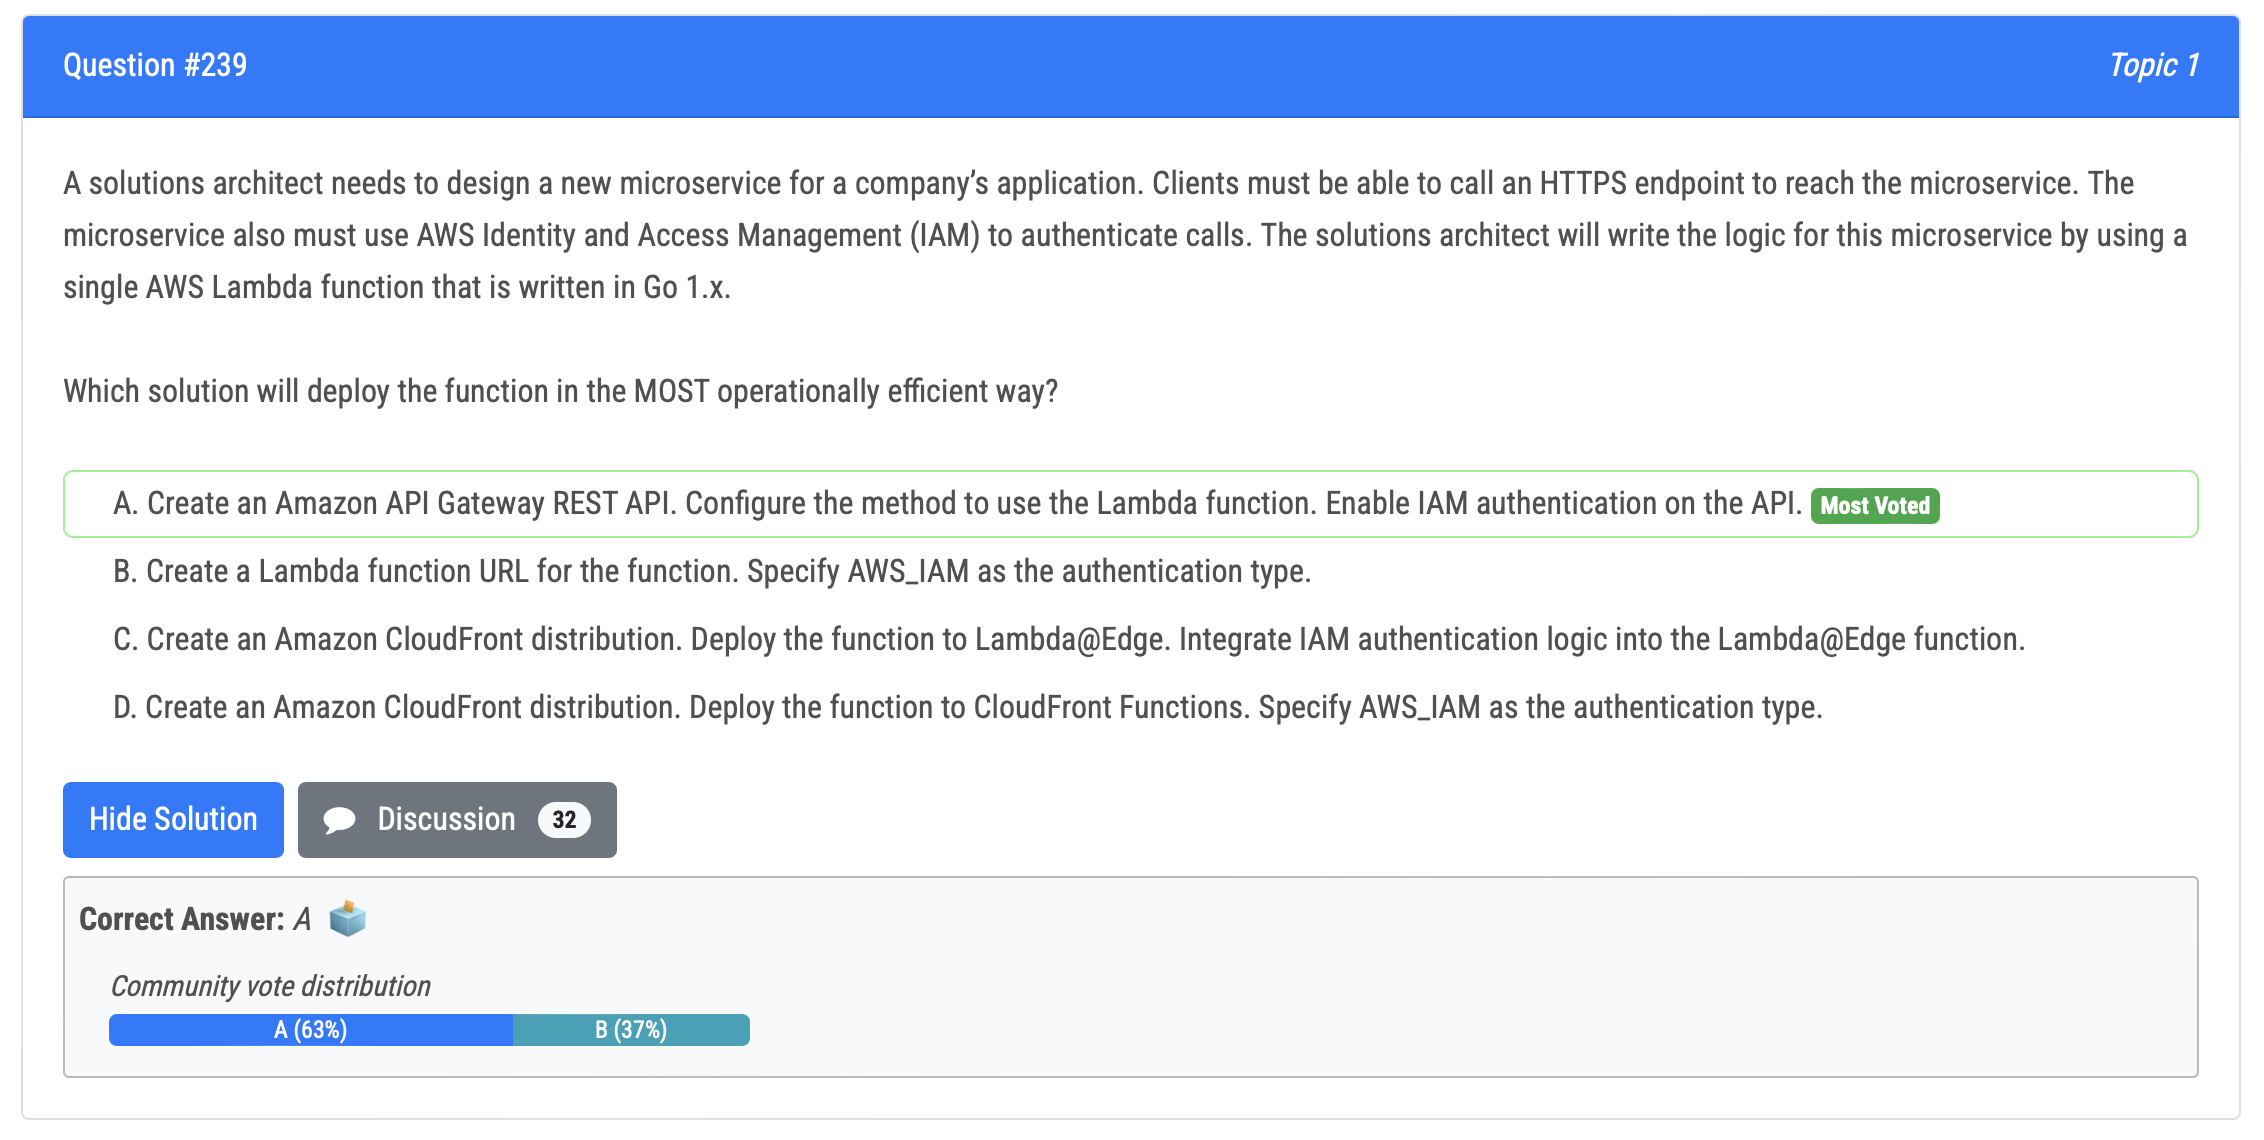 Question #239
Topic 1
A solutions architect needs to design a new microservice for a company’s application. Clients must be able to call an HTTPS endpoint to reach the microservice. The
microservice also must use AWS Identity and Access Management (IAM) to authenticate calls. The solutions architect will write the logic for this microservice by using a
single AWS Lambda function that is written in Go 1.x.
Which solution will deploy the function in the MOST operationally efficient way?
A. Create an Amazon API Gateway REST API. Configure the method to use the Lambda function. Enable IAM authentication on the API. Most Voted
B. Create a Lambda function URL for the function. Specify AWS_IAM as the authentication type.
C. Create an Amazon CloudFront distribution. Deploy the function to Lambda@Edge. Integrate IAM authentication logic into the Lambda@Edge function.
D. Create an Amazon CloudFront distribution. Deploy the function to CloudFront Functions. Specify AWS_IAM as the authentication type.
Hide Solution
Discussion 32
Correct Answer: A
Community vote distribution
A (63%) B (37%)